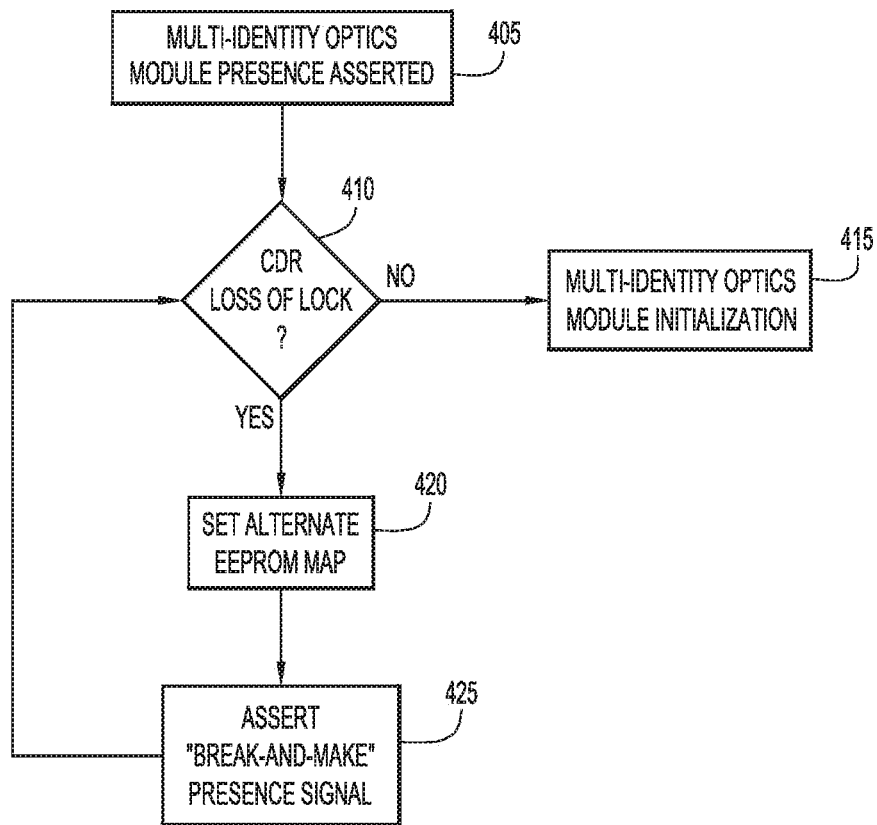 MULTI-IDENTITY OPTICS
MODULE PRESENCE ASSERTED
405
410
CDR
LOSS OF LOCK
?
NO
415
MULTI-IDENTITY OPTICS
MODULE INITIALIZATION
YES
420
SET ALTERNATE
EEPROM MAP
425
ASSERT
"BREAK-AND-MAKE"
PRESENCE SIGNAL